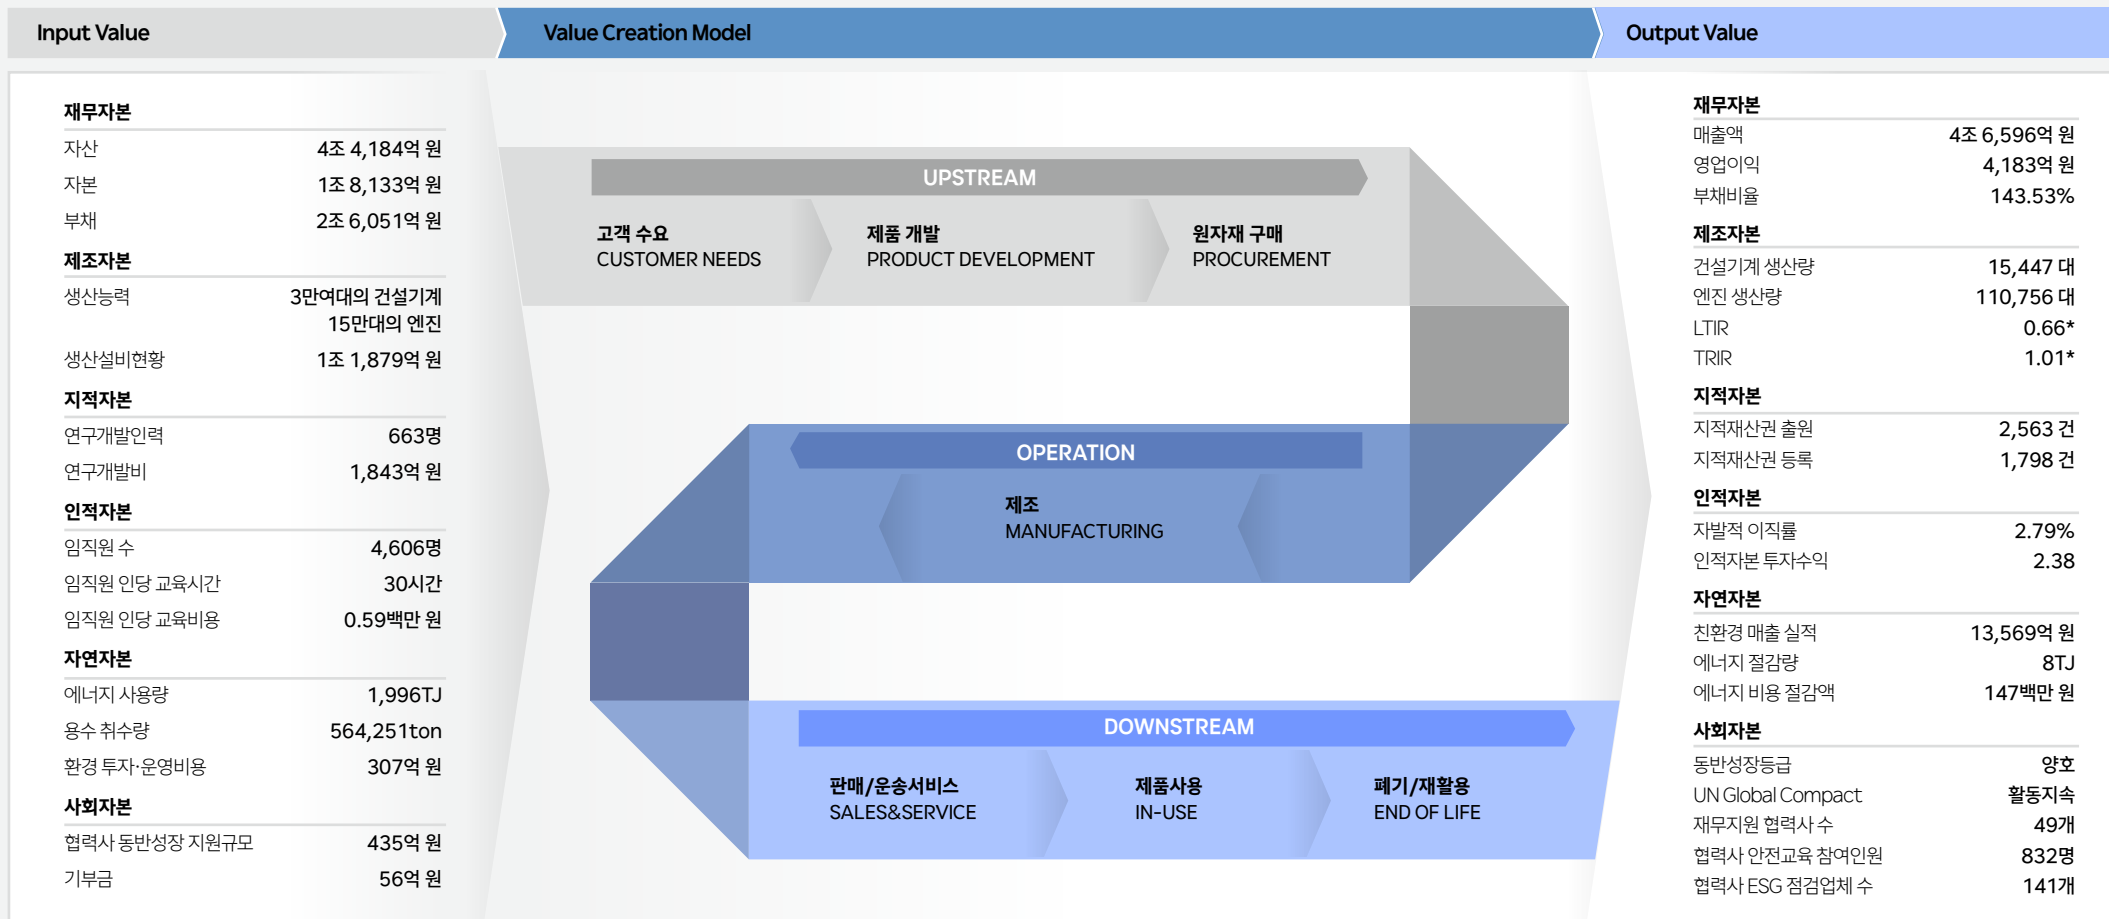 Input Value
Value Creation Model
Output Value
재무자본
자산 4조 4,184억 원
자본 1조 8,133억 원
부채 2조 6,051억 원
제조자본
생산능력 3만여대의 건설기계
15만대의 엔진
생산설비현황 1조 1,879억 원
지적자본
연구개발인력 663명
연구개발비 1,843억 원
인적자본
임직원 수 4,606명
임직원 인당 교육시간 30시간
임직원 인당 교육비용 0.59백만 원
자연자본
에너지 사용량 1,996TJ
용수 취수량 564,251ton
환경 투자·운영비용 307억 원
사회자본
협력사 동반성장 지원규모 435억 원
기부금 56억 원
UPSTREAM
고객 수요
CUSTOMER NEEDS
제품 개발
PRODUCT DEVELOPMENT
원자재 구매
PROCUREMENT
OPERATION
제조
MANUFACTURING
DOWNSTREAM
판매/운송서비스
SALES&SERVICE
제품사용
IN-USE
폐기/재활용
END OF LIFE
재무자본
매출액 4조 6,596억 원
영업이익 4,183억 원
부채비율 143.53%
제조자본
건설기계 생산량 15,447 대
엔진 생산량 110,756 대
LTIR 0.66*
TRIR 1.01*
지적자본
지적재산권 출원 2,563 건
지적재산권 등록 1,798 건
인적자본
자발적 이직률 2.79%
인적자본 투자수익 2.38
자연자본
친환경 매출 실적 13,569억 원
에너지 절감량 8TJ
에너지 비용 절감액 147백만 원
사회자본
동반성장등급 양호
UN Global Compact 활동지속
재무지원 협력사 수 49개
협력사 안전교육 참여인원 832명
협력사 ESG 점검업체 수 141개